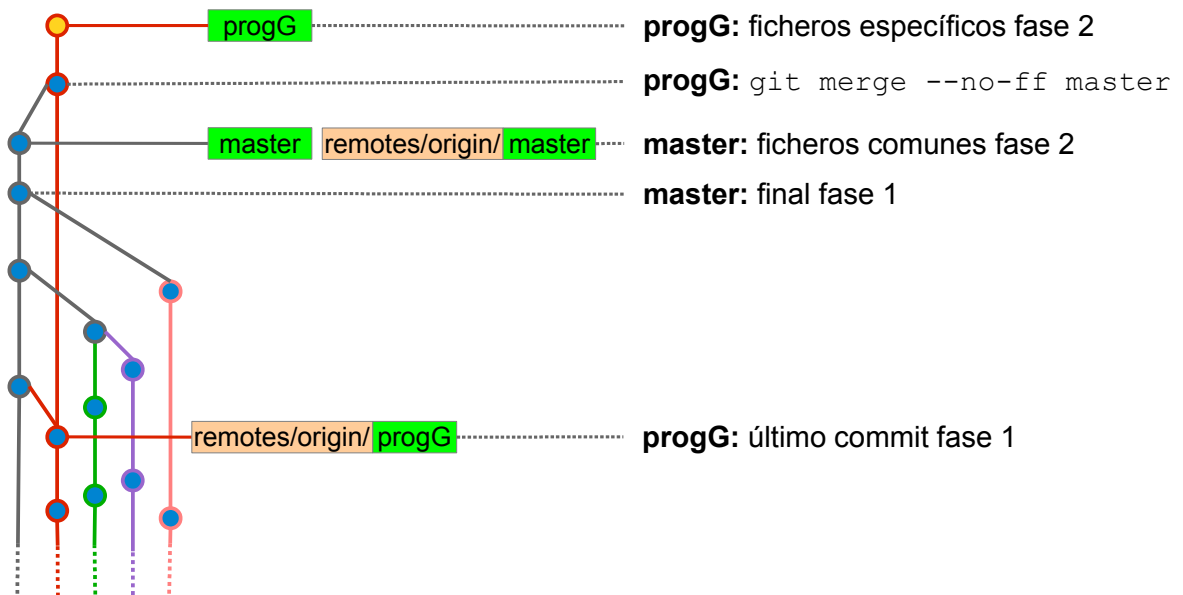 progG progG: ficheros específicos fase 2
progG: git merge --no-ff master
master remotes/origin/ master master: ficheros comunes fase 2
master: final fase 1
remotes/origin/ progG progG: último commit fase 1